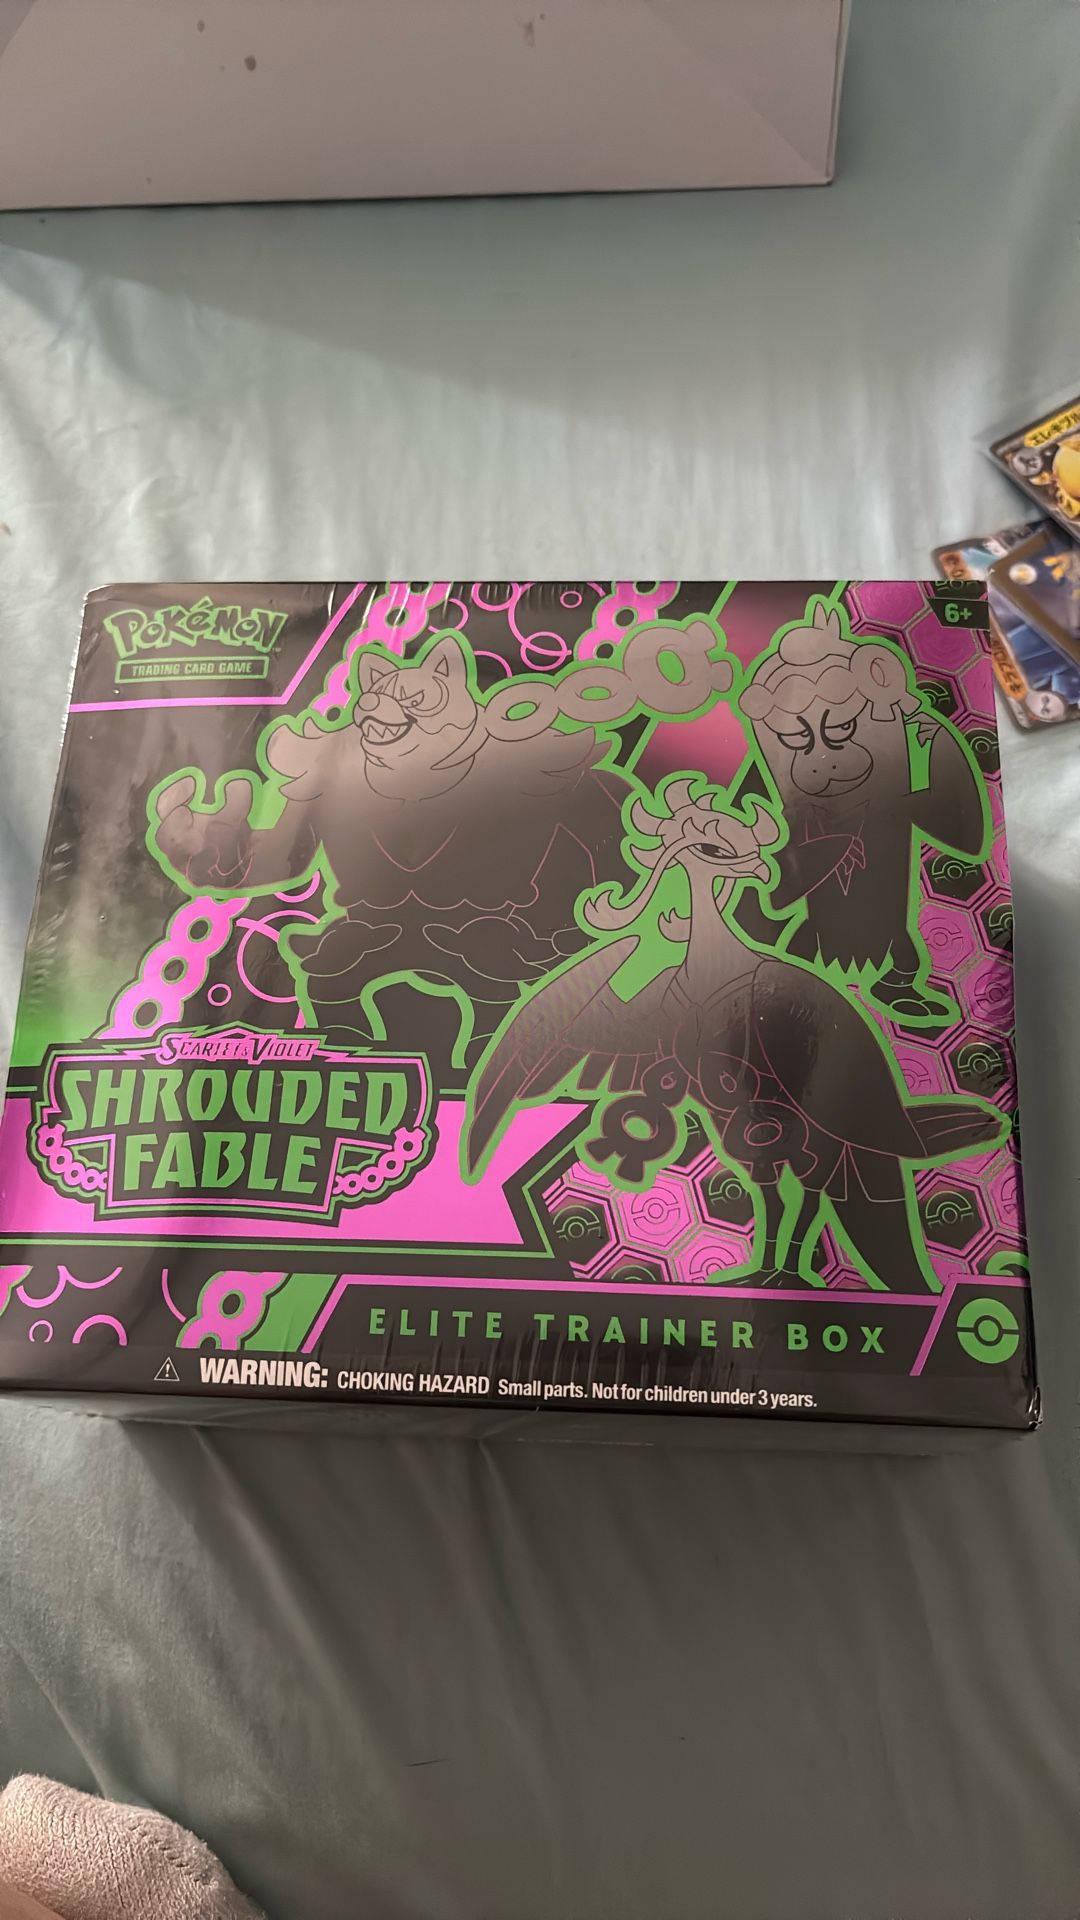 POKéMON
TRADING CARD GAME
6+
SCARLET & VIOLET
SHROUDED
FABLE
ELITE TRAINER BOX
WARNING: CHOKING HAZARD Small parts. Not for children under 3 years.